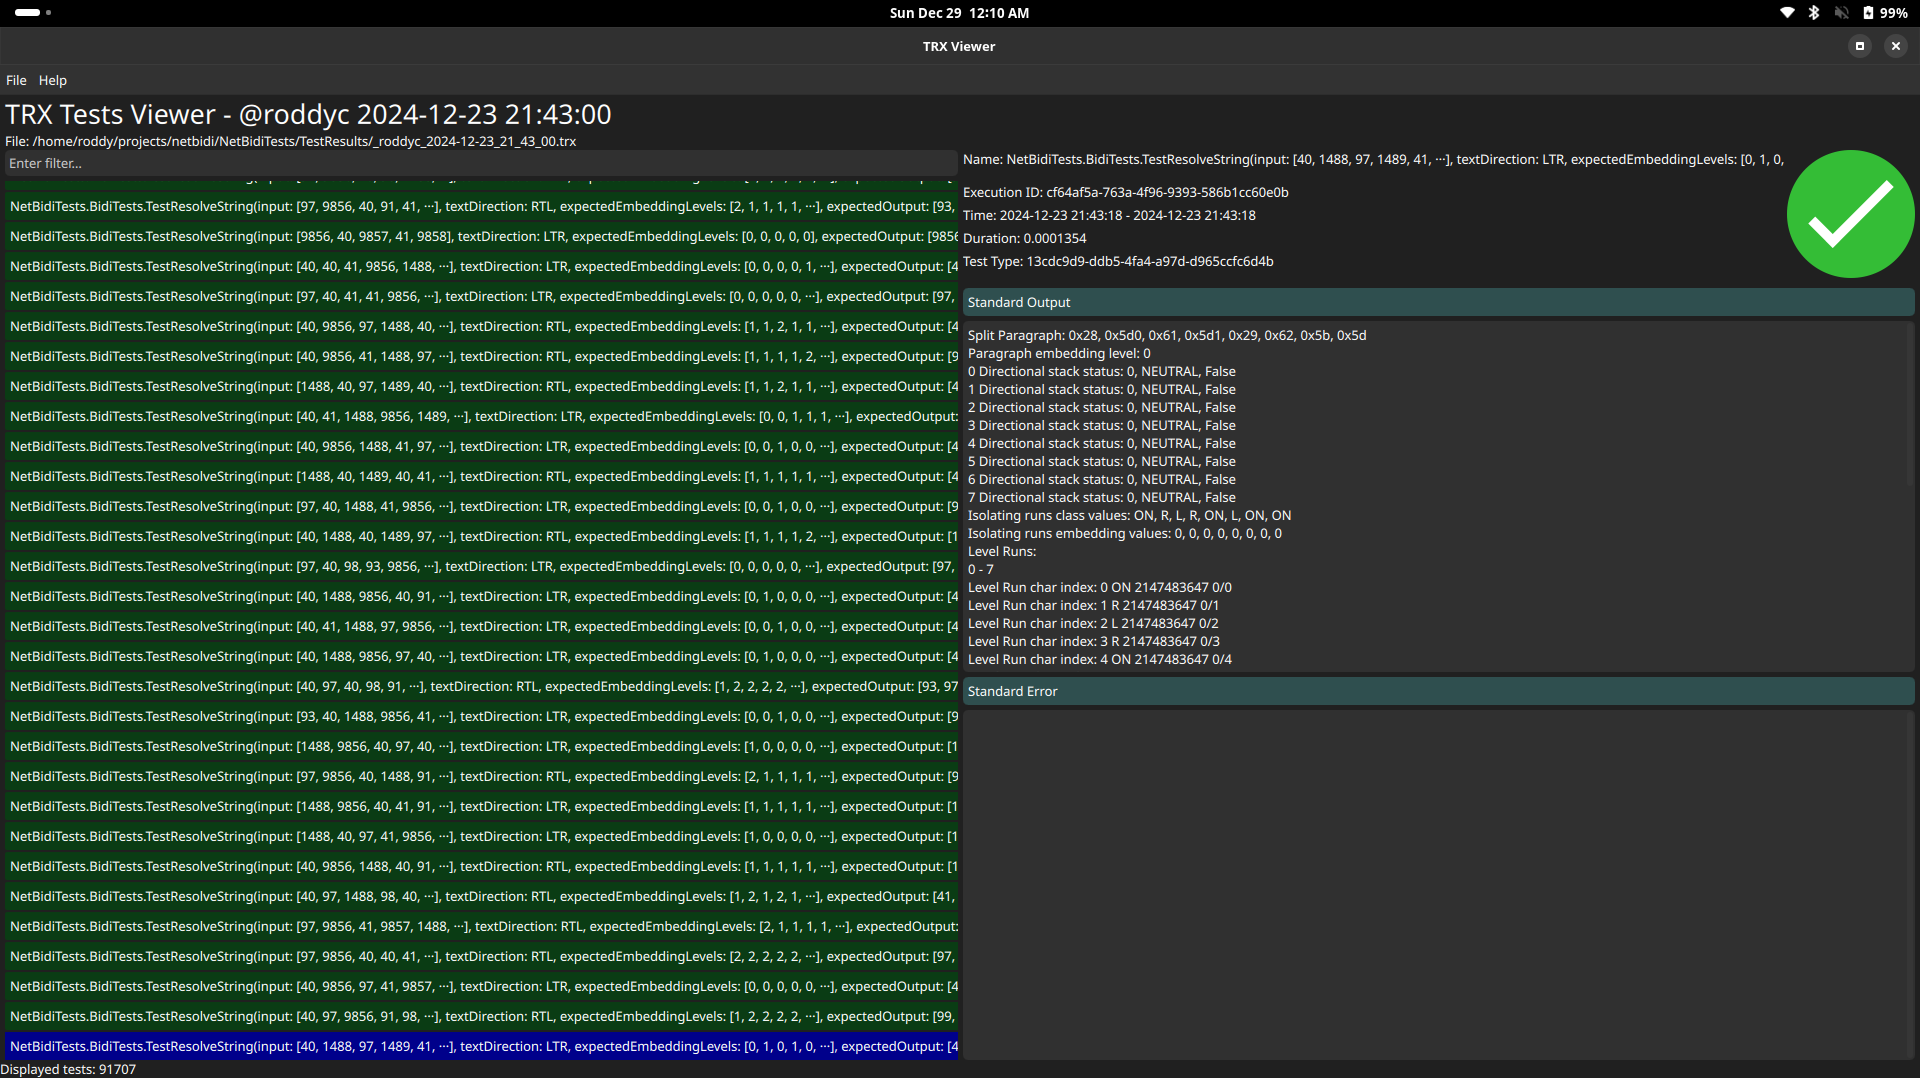 Sun Dec 29  12:10 AM
99%
TRX Viewer
File Help
TRX Tests Viewer - @roddyc 2024-12-23 21:43:00
File: /home/roddy/projects/netbidi/NetBidiTests/TestResults/_roddyc_2024-12-23_21_43_00.trx
Enter filter...
NetBidiTests.BidiTests.TestResolveString(input: [97, 9856, 40, 91, 41, ···], textDirection: RTL, expectedEmbeddingLevels: [2, 1, 1, 1, 1, ···], expectedOutput: [93,
NetBidiTests.BidiTests.TestResolveString(input: [9856, 40, 9857, 41, 9858], textDirection: LTR, expectedEmbeddingLevels: [0, 0, 0, 0, 0], expectedOutput: [9856
NetBidiTests.BidiTests.TestResolveString(input: [40, 40, 41, 9856, 1488, ···], textDirection: LTR, expectedEmbeddingLevels: [0, 0, 0, 0, 1, ···], expectedOutput: [4
NetBidiTests.BidiTests.TestResolveString(input: [97, 40, 41, 41, 9856, ···], textDirection: LTR, expectedEmbeddingLevels: [0, 0, 0, 0, 0, ···], expectedOutput: [97,
NetBidiTests.BidiTests.TestResolveString(input: [40, 9856, 97, 1488, 40, ···], textDirection: RTL, expectedEmbeddingLevels: [1, 1, 2, 1, 1, ···], expectedOutput: [4
NetBidiTests.BidiTests.TestResolveString(input: [40, 9856, 41, 1488, 97, ···], textDirection: RTL, expectedEmbeddingLevels: [1, 1, 1, 1, 2, ···], expectedOutput: [9
NetBidiTests.BidiTests.TestResolveString(input: [1488, 40, 97, 1489, 40, ···], textDirection: RTL, expectedEmbeddingLevels: [1, 1, 2, 1, 1, ···], expectedOutput: [4
NetBidiTests.BidiTests.TestResolveString(input: [40, 41, 1488, 9856, 1489, ···], textDirection: LTR, expectedEmbeddingLevels: [0, 0, 1, 1, 1, ···], expectedOutput:
NetBidiTests.BidiTests.TestResolveString(input: [40, 9856, 1488, 41, 97, ···], textDirection: LTR, expectedEmbeddingLevels: [0, 0, 1, 0, 0, ···], expectedOutput: [4
NetBidiTests.BidiTests.TestResolveString(input: [1488, 40, 1489, 40, 41, ···], textDirection: RTL, expectedEmbeddingLevels: [1, 1, 1, 1, 1, ···], expectedOutput: [4
NetBidiTests.BidiTests.TestResolveString(input: [97, 40, 1488, 41, 9856, ···], textDirection: LTR, expectedEmbeddingLevels: [0, 0, 1, 0, 0, ···], expectedOutput: [9
NetBidiTests.BidiTests.TestResolveString(input: [40, 1488, 40, 1489, 97, ···], textDirection: RTL, expectedEmbeddingLevels: [1, 1, 1, 1, 2, ···], expectedOutput: [1
NetBidiTests.BidiTests.TestResolveString(input: [97, 40, 98, 93, 9856, ···], textDirection: LTR, expectedEmbeddingLevels: [0, 0, 0, 0, 0, ···], expectedOutput: [97,
NetBidiTests.BidiTests.TestResolveString(input: [40, 1488, 9856, 40, 91, ···], textDirection: LTR, expectedEmbeddingLevels: [0, 1, 0, 0, 0, ···], expectedOutput: [4
NetBidiTests.BidiTests.TestResolveString(input: [40, 41, 1488, 97, 9856, ···], textDirection: LTR, expectedEmbeddingLevels: [0, 0, 1, 0, 0, ···], expectedOutput: [4
NetBidiTests.BidiTests.TestResolveString(input: [40, 1488, 9856, 97, 40, ···], textDirection: LTR, expectedEmbeddingLevels: [0, 1, 0, 0, 0, ···], expectedOutput: [4
NetBidiTests.BidiTests.TestResolveString(input: [40, 97, 40, 98, 91, ···], textDirection: RTL, expectedEmbeddingLevels: [1, 2, 2, 2, 2, ···], expectedOutput: [93, 97
NetBidiTests.BidiTests.TestResolveString(input: [93, 40, 1488, 9856, 41, ···], textDirection: LTR, expectedEmbeddingLevels: [0, 0, 1, 0, 0, ···], expectedOutput: [9
NetBidiTests.BidiTests.TestResolveString(input: [1488, 9856, 40, 97, 40, ···], textDirection: LTR, expectedEmbeddingLevels: [1, 0, 0, 0, 0, ···], expectedOutput: [1
NetBidiTests.BidiTests.TestResolveString(input: [97, 9856, 40, 1488, 91, ···], textDirection: RTL, expectedEmbeddingLevels: [2, 1, 1, 1, 1, ···], expectedOutput: [9
NetBidiTests.BidiTests.TestResolveString(input: [1488, 9856, 40, 41, 91, ···], textDirection: LTR, expectedEmbeddingLevels: [1, 1, 1, 1, 1, ···], expectedOutput: [1
NetBidiTests.BidiTests.TestResolveString(input: [1488, 40, 97, 41, 9856, ···], textDirection: LTR, expectedEmbeddingLevels: [1, 0, 0, 0, 0, ···], expectedOutput: [1
NetBidiTests.BidiTests.TestResolveString(input: [40, 9856, 1488, 40, 91, ···], textDirection: RTL, expectedEmbeddingLevels: [1, 1, 1, 1, 1, ···], expectedOutput: [1
NetBidiTests.BidiTests.TestResolveString(input: [40, 97, 1488, 98, 40, ···], textDirection: RTL, expectedEmbeddingLevels: [1, 2, 1, 2, 1, ···], expectedOutput: [41,
NetBidiTests.BidiTests.TestResolveString(input: [97, 9856, 41, 9857, 1488, ···], textDirection: RTL, expectedEmbeddingLevels: [2, 1, 1, 1, 1, ···], expectedOutput:
NetBidiTests.BidiTests.TestResolveString(input: [97, 9856, 40, 40, 41, ···], textDirection: RTL, expectedEmbeddingLevels: [2, 2, 2, 2, 2, ···], expectedOutput: [97,
NetBidiTests.BidiTests.TestResolveString(input: [40, 9856, 97, 41, 9857, ···], textDirection: LTR, expectedEmbeddingLevels: [0, 0, 0, 0, 0, ···], expectedOutput: [4
NetBidiTests.BidiTests.TestResolveString(input: [40, 97, 9856, 91, 98, ···], textDirection: RTL, expectedEmbeddingLevels: [1, 2, 2, 2, 2, ···], expectedOutput: [99,
NetBidiTests.BidiTests.TestResolveString(input: [40, 1488, 97, 1489, 41, ···], textDirection: LTR, expectedEmbeddingLevels: [0, 1, 0, 1, 0, ···], expectedOutput: [4
Displayed tests: 91707
Name: NetBidiTests.BidiTests.TestResolveString(input: [40, 1488, 97, 1489, 41, ···], textDirection: LTR, expectedEmbeddingLevels: [0, 1, 0,
Execution ID: cf64af5a-763a-4f96-9393-586b1cc60e0b
Time: 2024-12-23 21:43:18 - 2024-12-23 21:43:18
Duration: 0.0001354
Test Type: 13cdc9d9-ddb5-4fa4-a97d-d965ccfc6d4b
Standard Output
Split Paragraph: 0x28, 0x5d0, 0x61, 0x5d1, 0x29, 0x62, 0x5b, 0x5d
Paragraph embedding level: 0
0 Directional stack status: 0, NEUTRAL, False
1 Directional stack status: 0, NEUTRAL, False
2 Directional stack status: 0, NEUTRAL, False
3 Directional stack status: 0, NEUTRAL, False
4 Directional stack status: 0, NEUTRAL, False
5 Directional stack status: 0, NEUTRAL, False
6 Directional stack status: 0, NEUTRAL, False
7 Directional stack status: 0, NEUTRAL, False
Isolating runs class values: ON, R, L, R, ON, L, ON, ON
Isolating runs embedding values: 0, 0, 0, 0, 0, 0, 0, 0
Level Runs:
0 - 7
Level Run char index: 0 ON 2147483647 0/0
Level Run char index: 1 R 2147483647 0/1
Level Run char index: 2 L 2147483647 0/2
Level Run char index: 3 R 2147483647 0/3
Level Run char index: 4 ON 2147483647 0/4
Standard Error